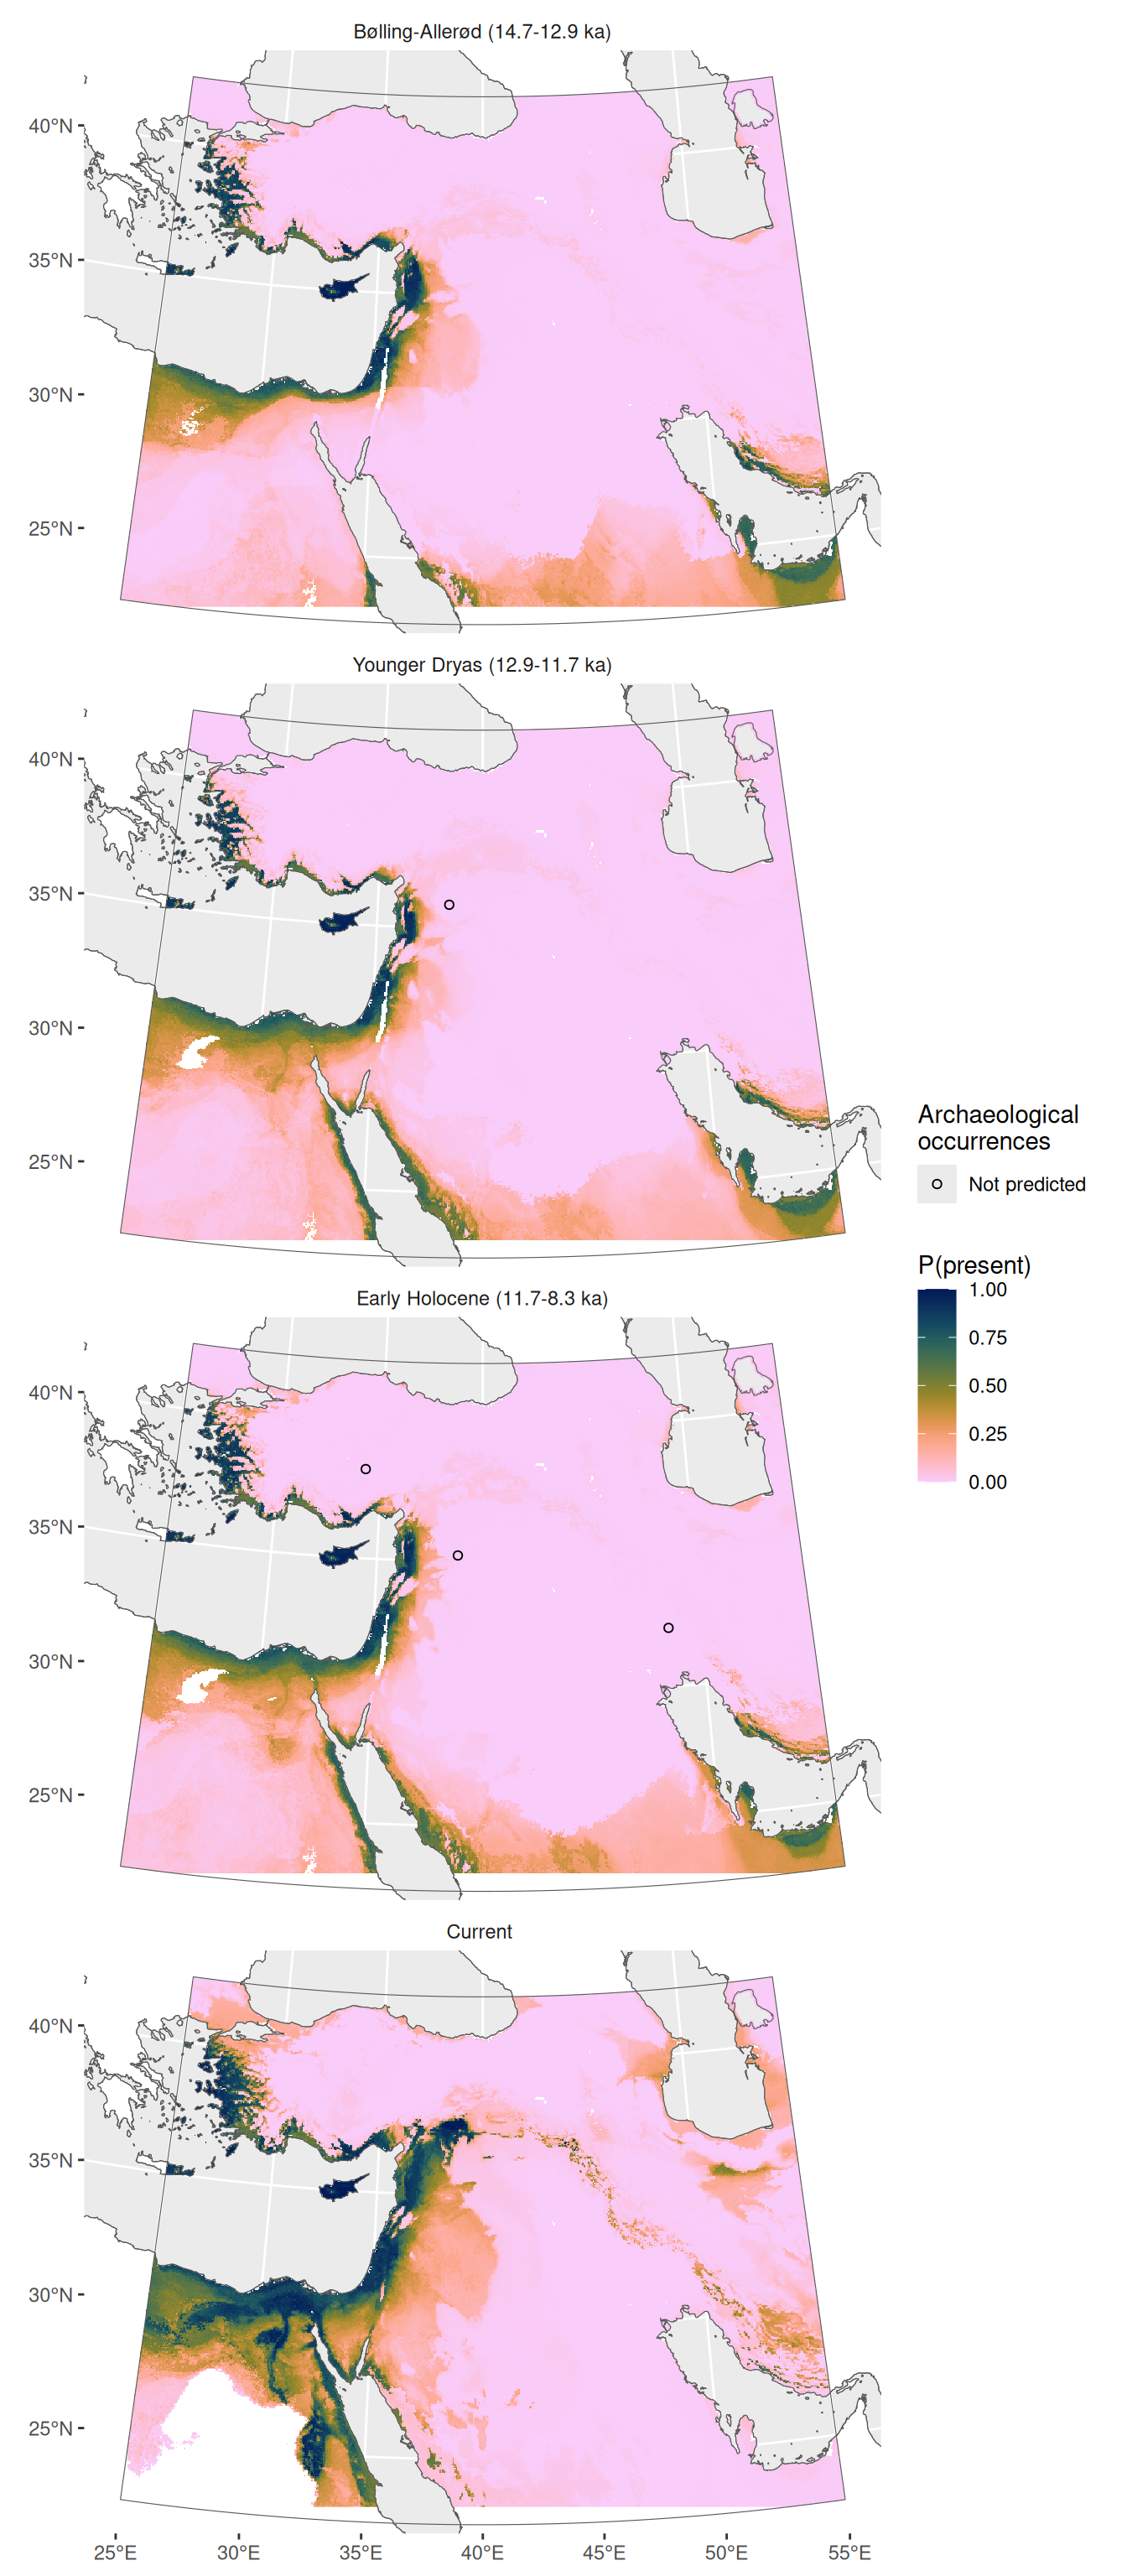 Bølling-Allerød (14.7-12.9 ka)
40°N
35°N
30°N
25°N
Younger Dryas (12.9-11.7 ka)
40°N
35°N
30°N
25°N
Archaeological
occurrences
Not predicted
P(present)
1.00
0.75
0.50
0.25
0.00
Early Holocene (11.7-8.3 ka)
40°N
35°N
30°N
25°N
Current
40°N
35°N
30°N
25°N
25°E
30°E
35°E
40°E
45°E
50°E
55°E